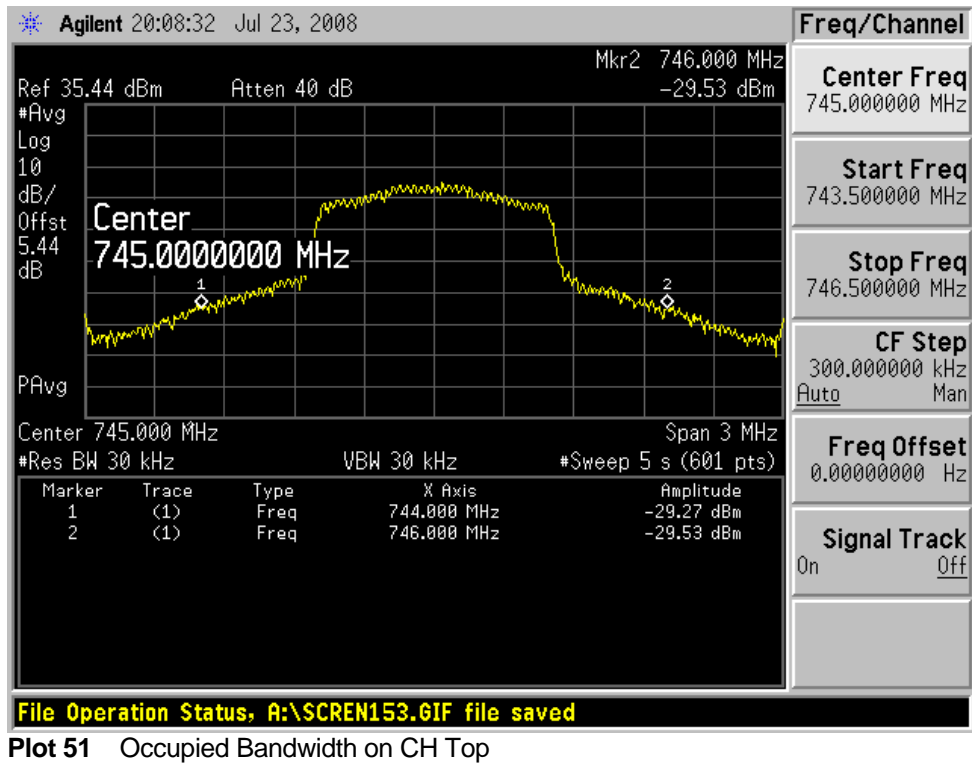 Agilent 20:08:32 Jul 23, 2008
Freq/Channel
Mkr2 746.000 MHz
Ref 35.44 dBm Atten 40 dB -29.53 dBm
#Avg
Log
10
dB/
Offst
5.44
dB
Center
745.0000000 MHz
1
2
PAvg
Center 745.000 MHz Span 3 MHz
#Res BW 30 kHz VBW 30 kHz #Sweep 5 s (601 pts)
Marker Trace Type X Axis Amplitude
1 (1) Freq 744.000 MHz -29.27 dBm
2 (1) Freq 746.000 MHz -29.53 dBm
Center Freq
745.000000 MHz
Start Freq
743.500000 MHz
Stop Freq
746.500000 MHz
CF Step
300.000000 kHz
Auto Man
Freq Offset
0.00000000 Hz
Signal Track
On Off
File Operation Status, A:\SCREN153.GIF file saved
Plot 51 Occupied Bandwidth on CH Top